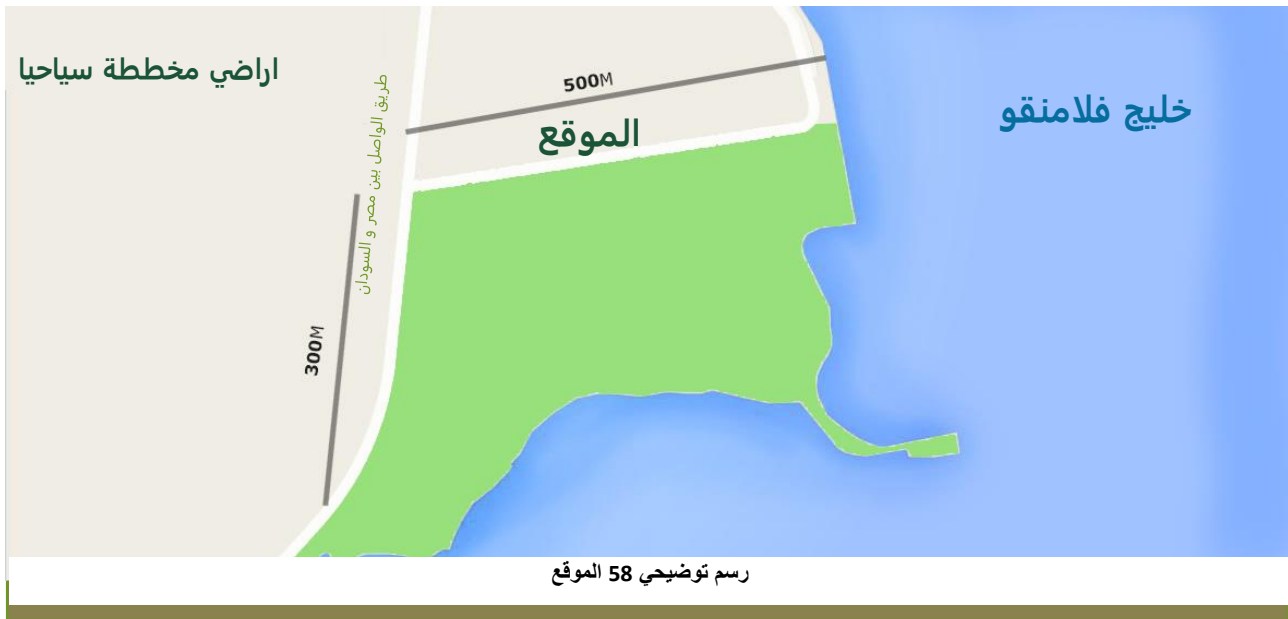 اراضي مخططة سياحيا
500M
خليج فلامنقو
الموقع
طريق الواصل بين مصر و السودان
300M
رسم توضيحي 58 الموقع